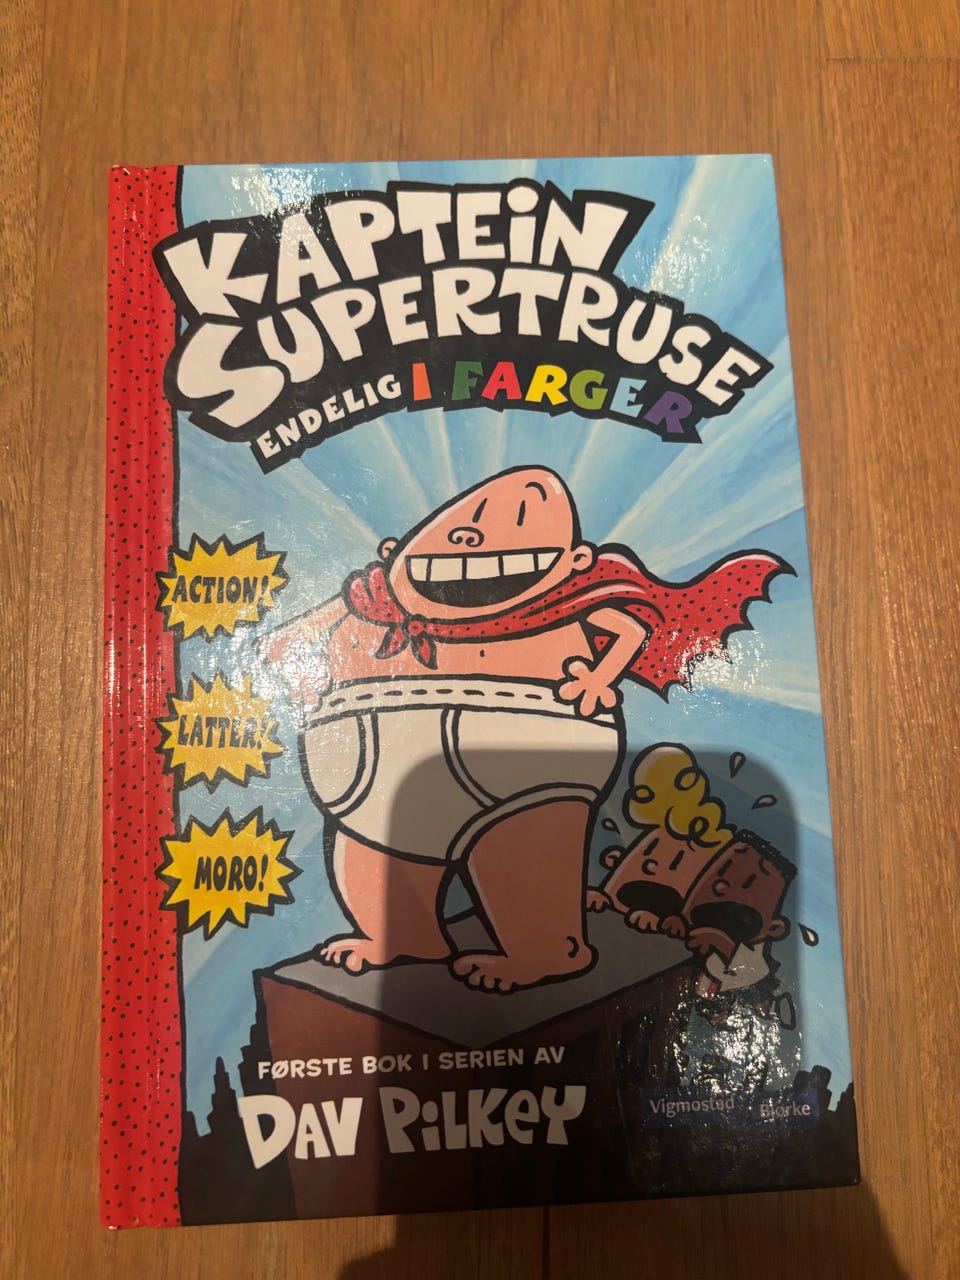 KAPTEiN
SUPERTRUSE
ENDELIG I FARGER
ACTION!
LATTER!
MORO!
FØRSTE BOK I SERIEN AV
DAV PiLKEY
Vigmostad Bjørke